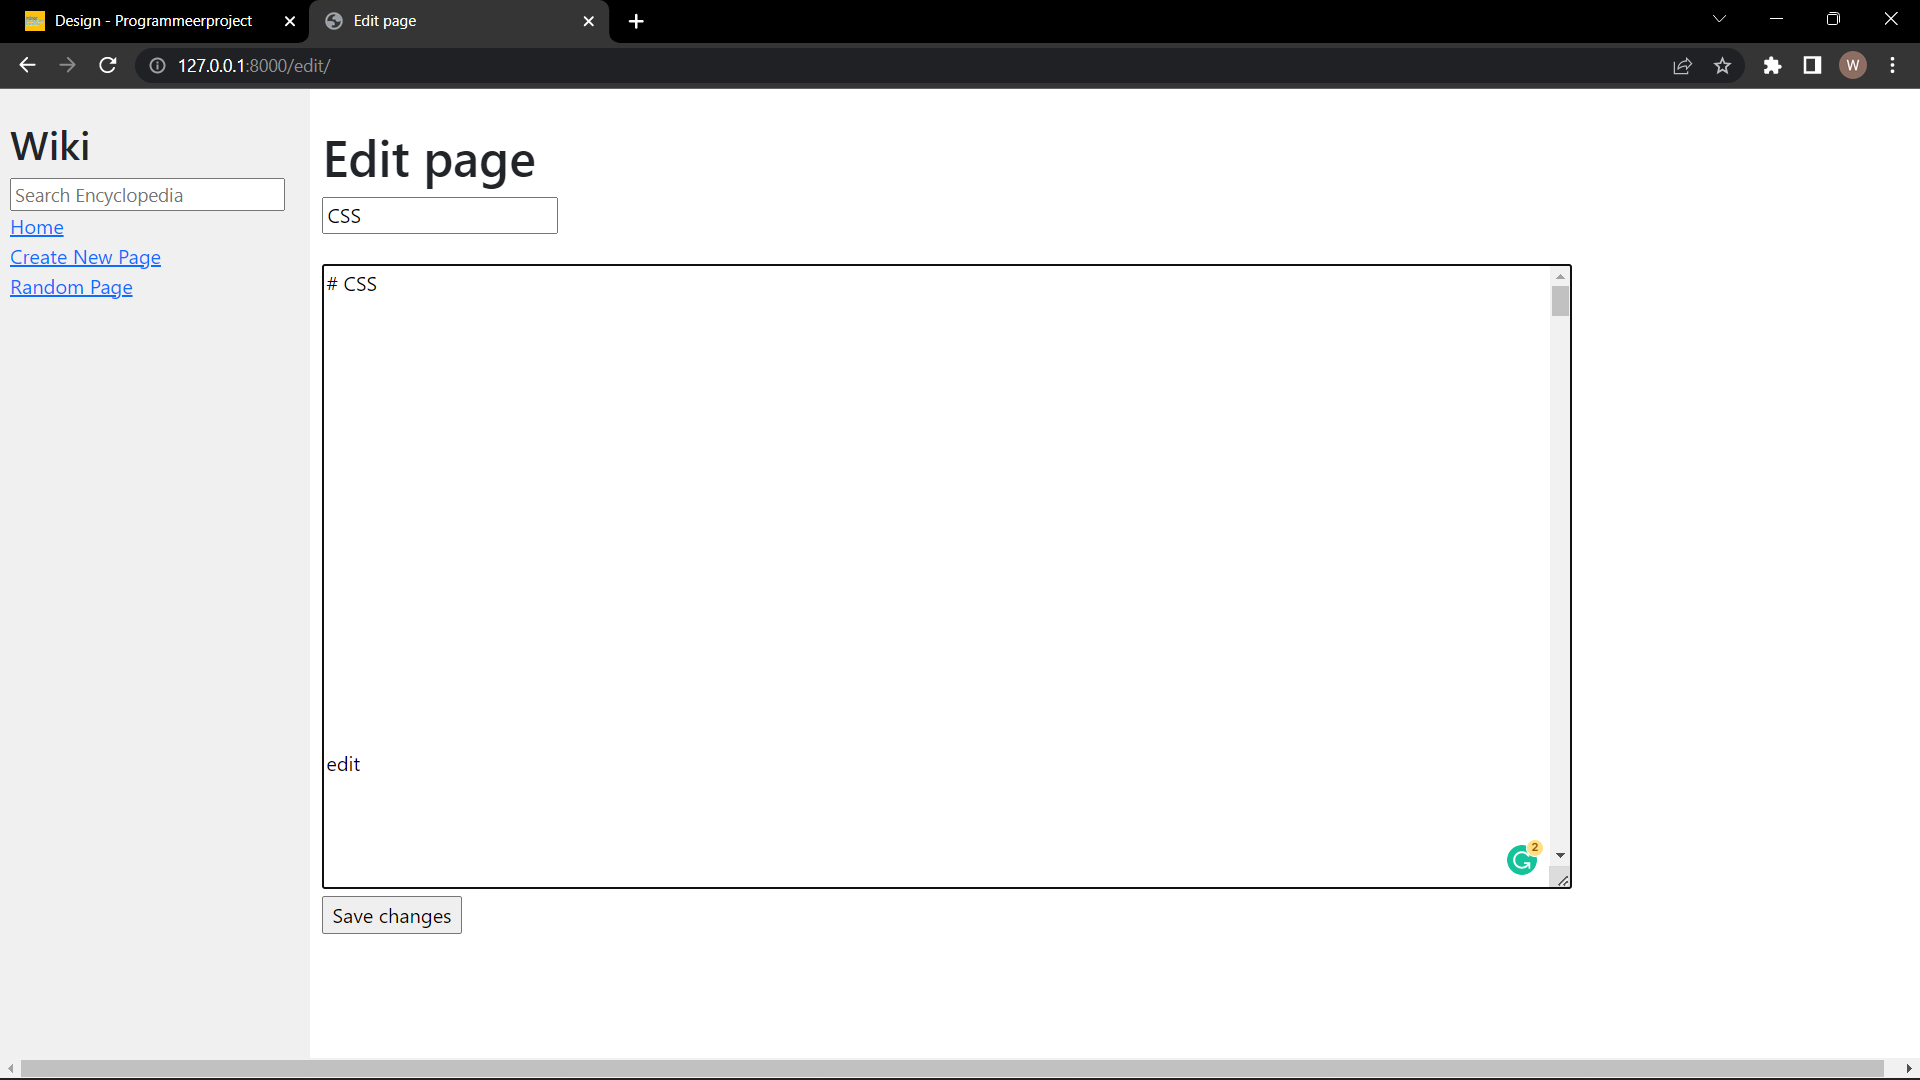 Design - Programmeerproject
Edit page
127.0.0.1:8000/edit/
W
Wiki
Search Encyclopedia
Home
Create New Page
Random Page
Edit page
CSS
# CSS
edit
2
Save changes